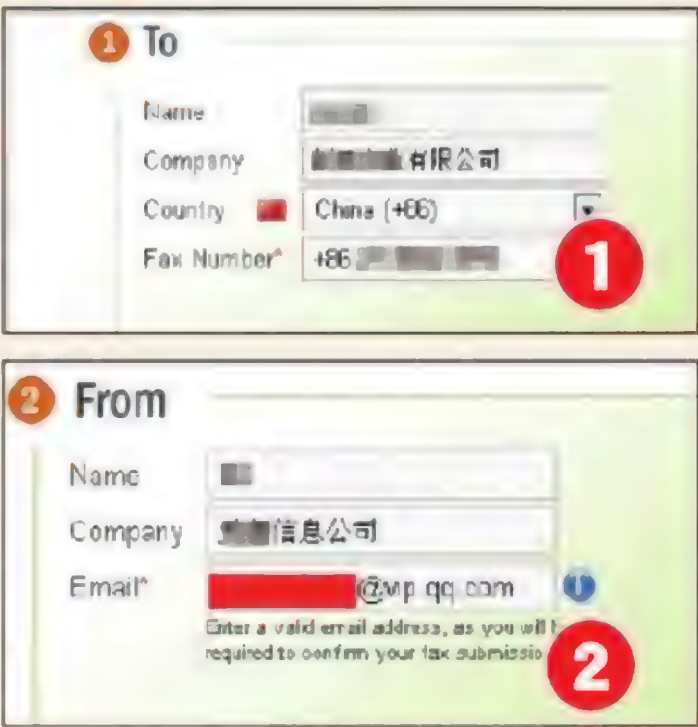 1 To
Name
Company 有限公司
Country China (+86)
Fax Number* +86
1
2 From
Name
Company 信息公司
Email* @vip.qq.com
Enter a valid email address, as you will
required to confirm your fax submissio
2